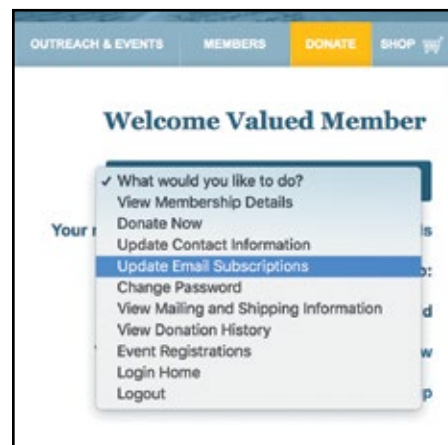 OUTREACH & EVENTS MEMBERS DONATE SHOP
Welcome Valued Member
✓ What would you like to do?
View Membership Details
Donate Now
Your
Update Contact Information
Update Email Subscriptions
Change Password
View Mailing and Shipping Information
View Donation History
Event Registrations
Login Home
Logout